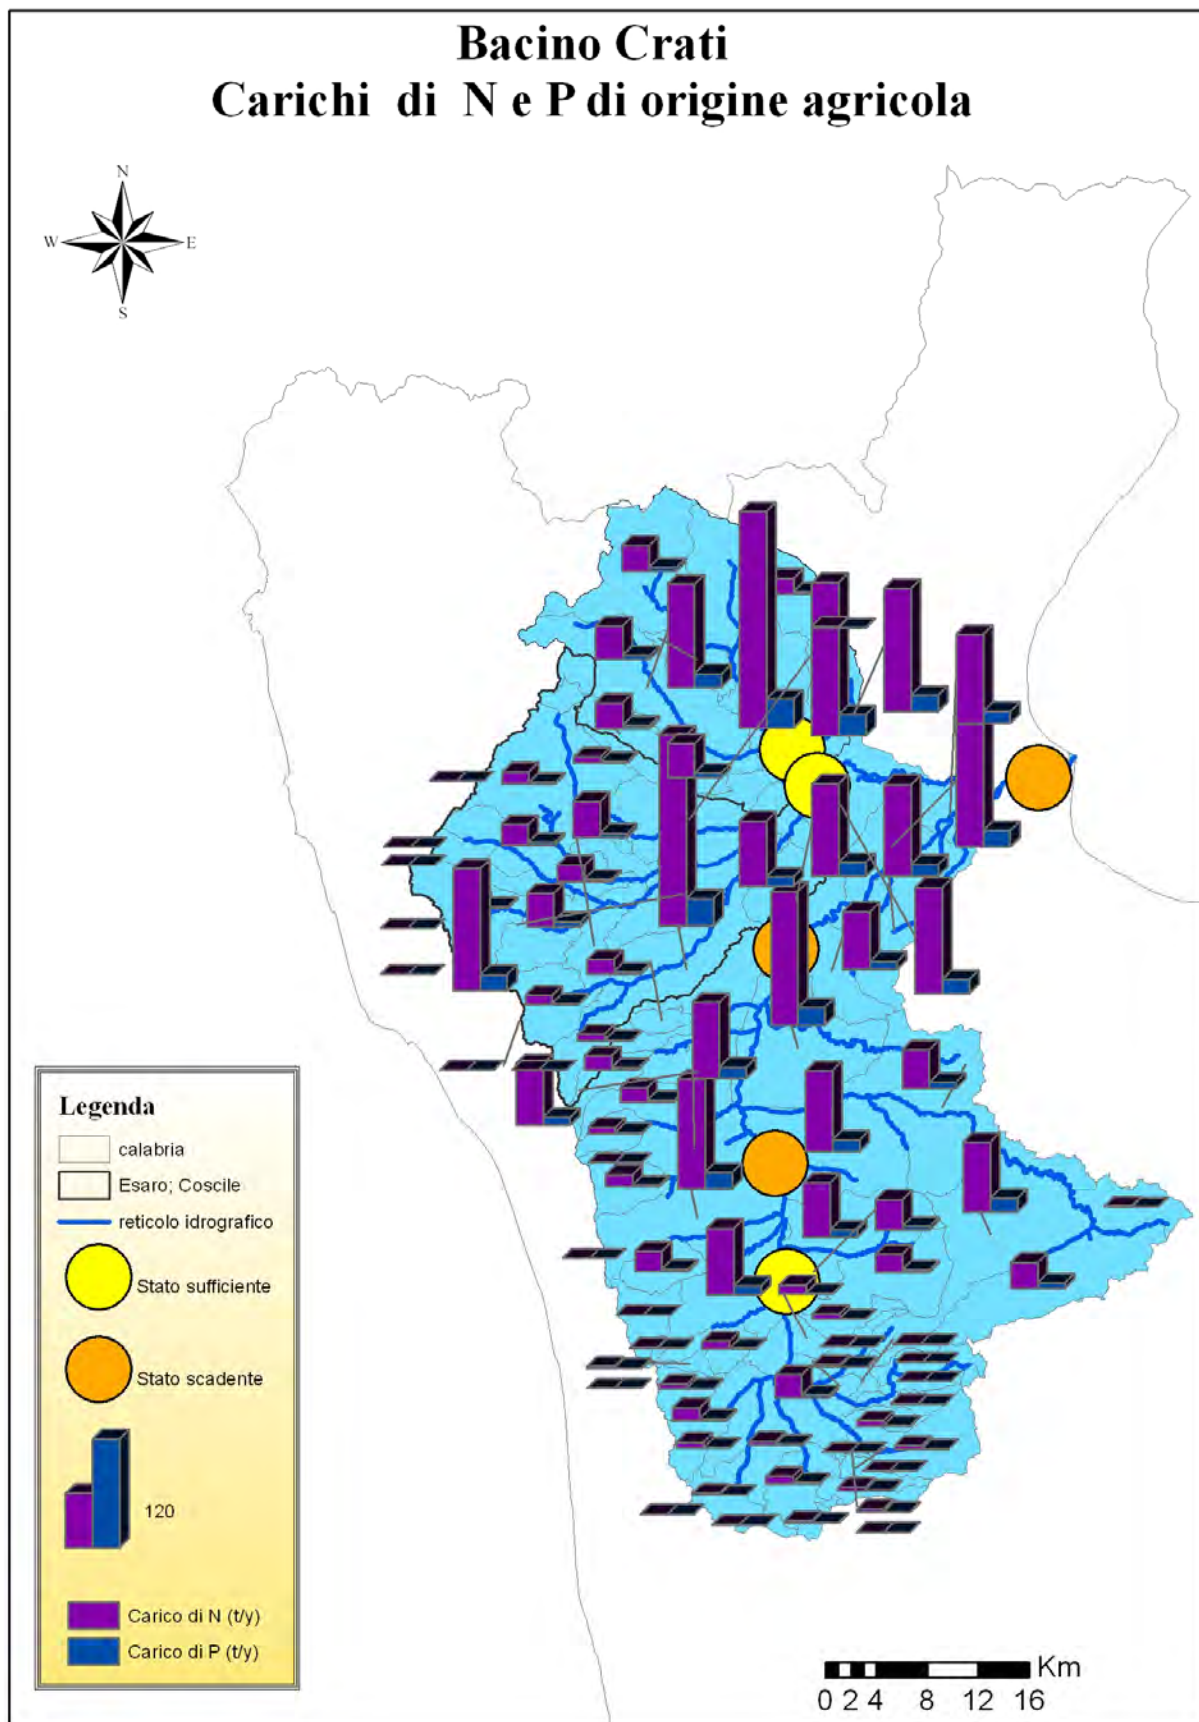 Bacino Crati
Carichi di N e P di origine agricola
N
W E
S
Legenda
calabria
Esaro; Coscile
reticolo idrografico
Stato sufficiente
Stato scadente
120
Carico di N (t/y)
Carico di P (t/y)
Km
0 2 4 8 12 16